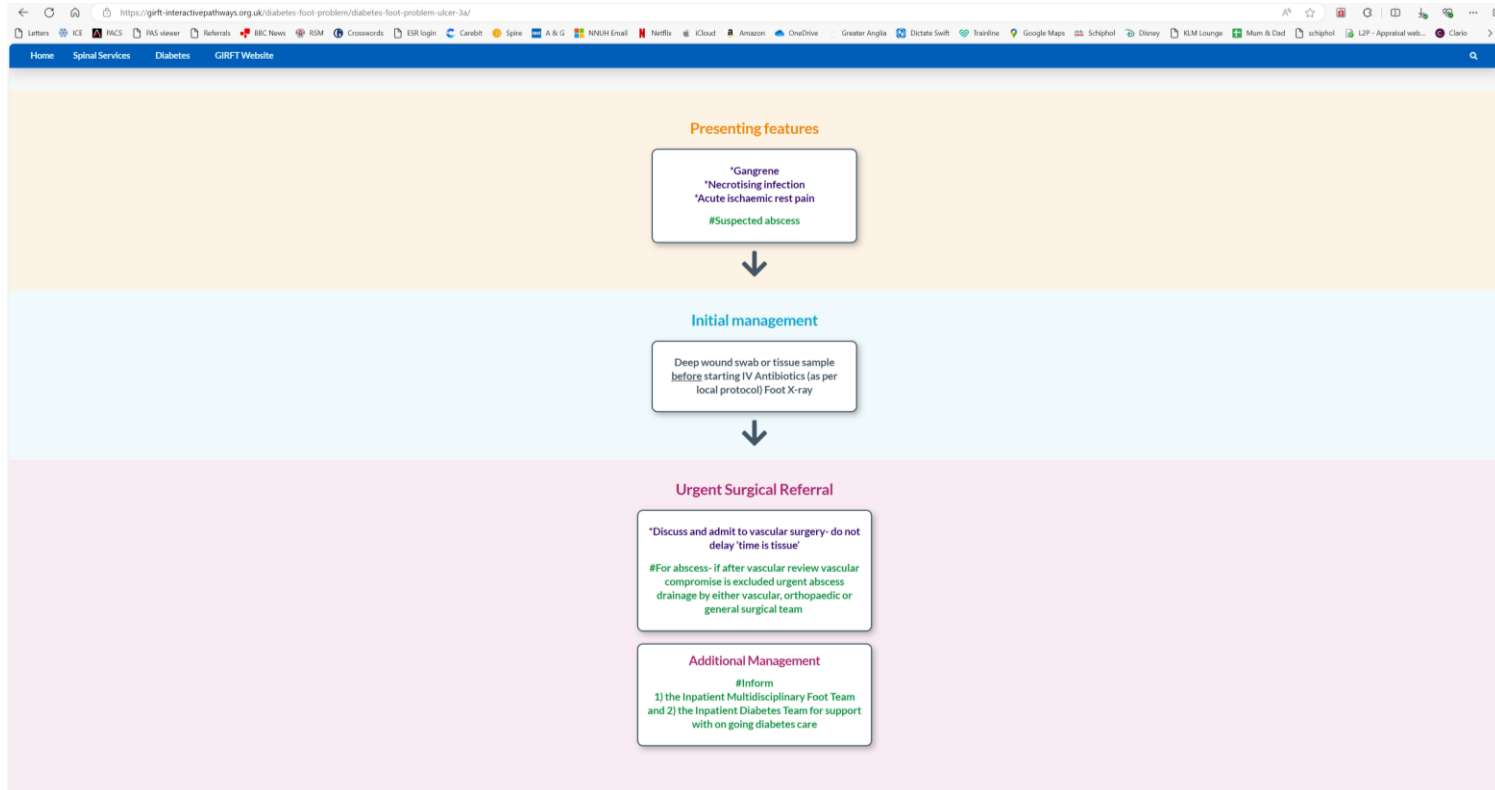 https://girft-interactivepathways.org.uk/diabetes-foot-problem/diabetes-foot-problem-ulcer-3a/
Letters ICE PACS PAS viewer Referrals BBC News RSM Crosswords ESR login Carebit Spire A & G NNUH Email Netflix iCloud Amazon OneDrive Greater Anglia Dictate Swift Trainline Google Maps Schiphol Disney KLM Lounge Mum & Dad schiphol L2P - Appraisal web... Clario
Home Spinal Services Diabetes GIRFT Website
Presenting features
*Gangrene
*Necrotising infection
*Acute ischaemic rest pain
#Suspected abscess
Initial management
Deep wound swab or tissue sample
before starting IV Antibiotics (as per
local protocol) Foot X-ray
Urgent Surgical Referral
*Discuss and admit to vascular surgery- do not
delay 'time is tissue'
#For abscess- if after vascular review vascular
compromise is excluded urgent abscess
drainage by either vascular, orthopaedic or
general surgical team
Additional Management
#Inform
1) the Inpatient Multidisciplinary Foot Team
and 2) the Inpatient Diabetes Team for support
with on going diabetes care